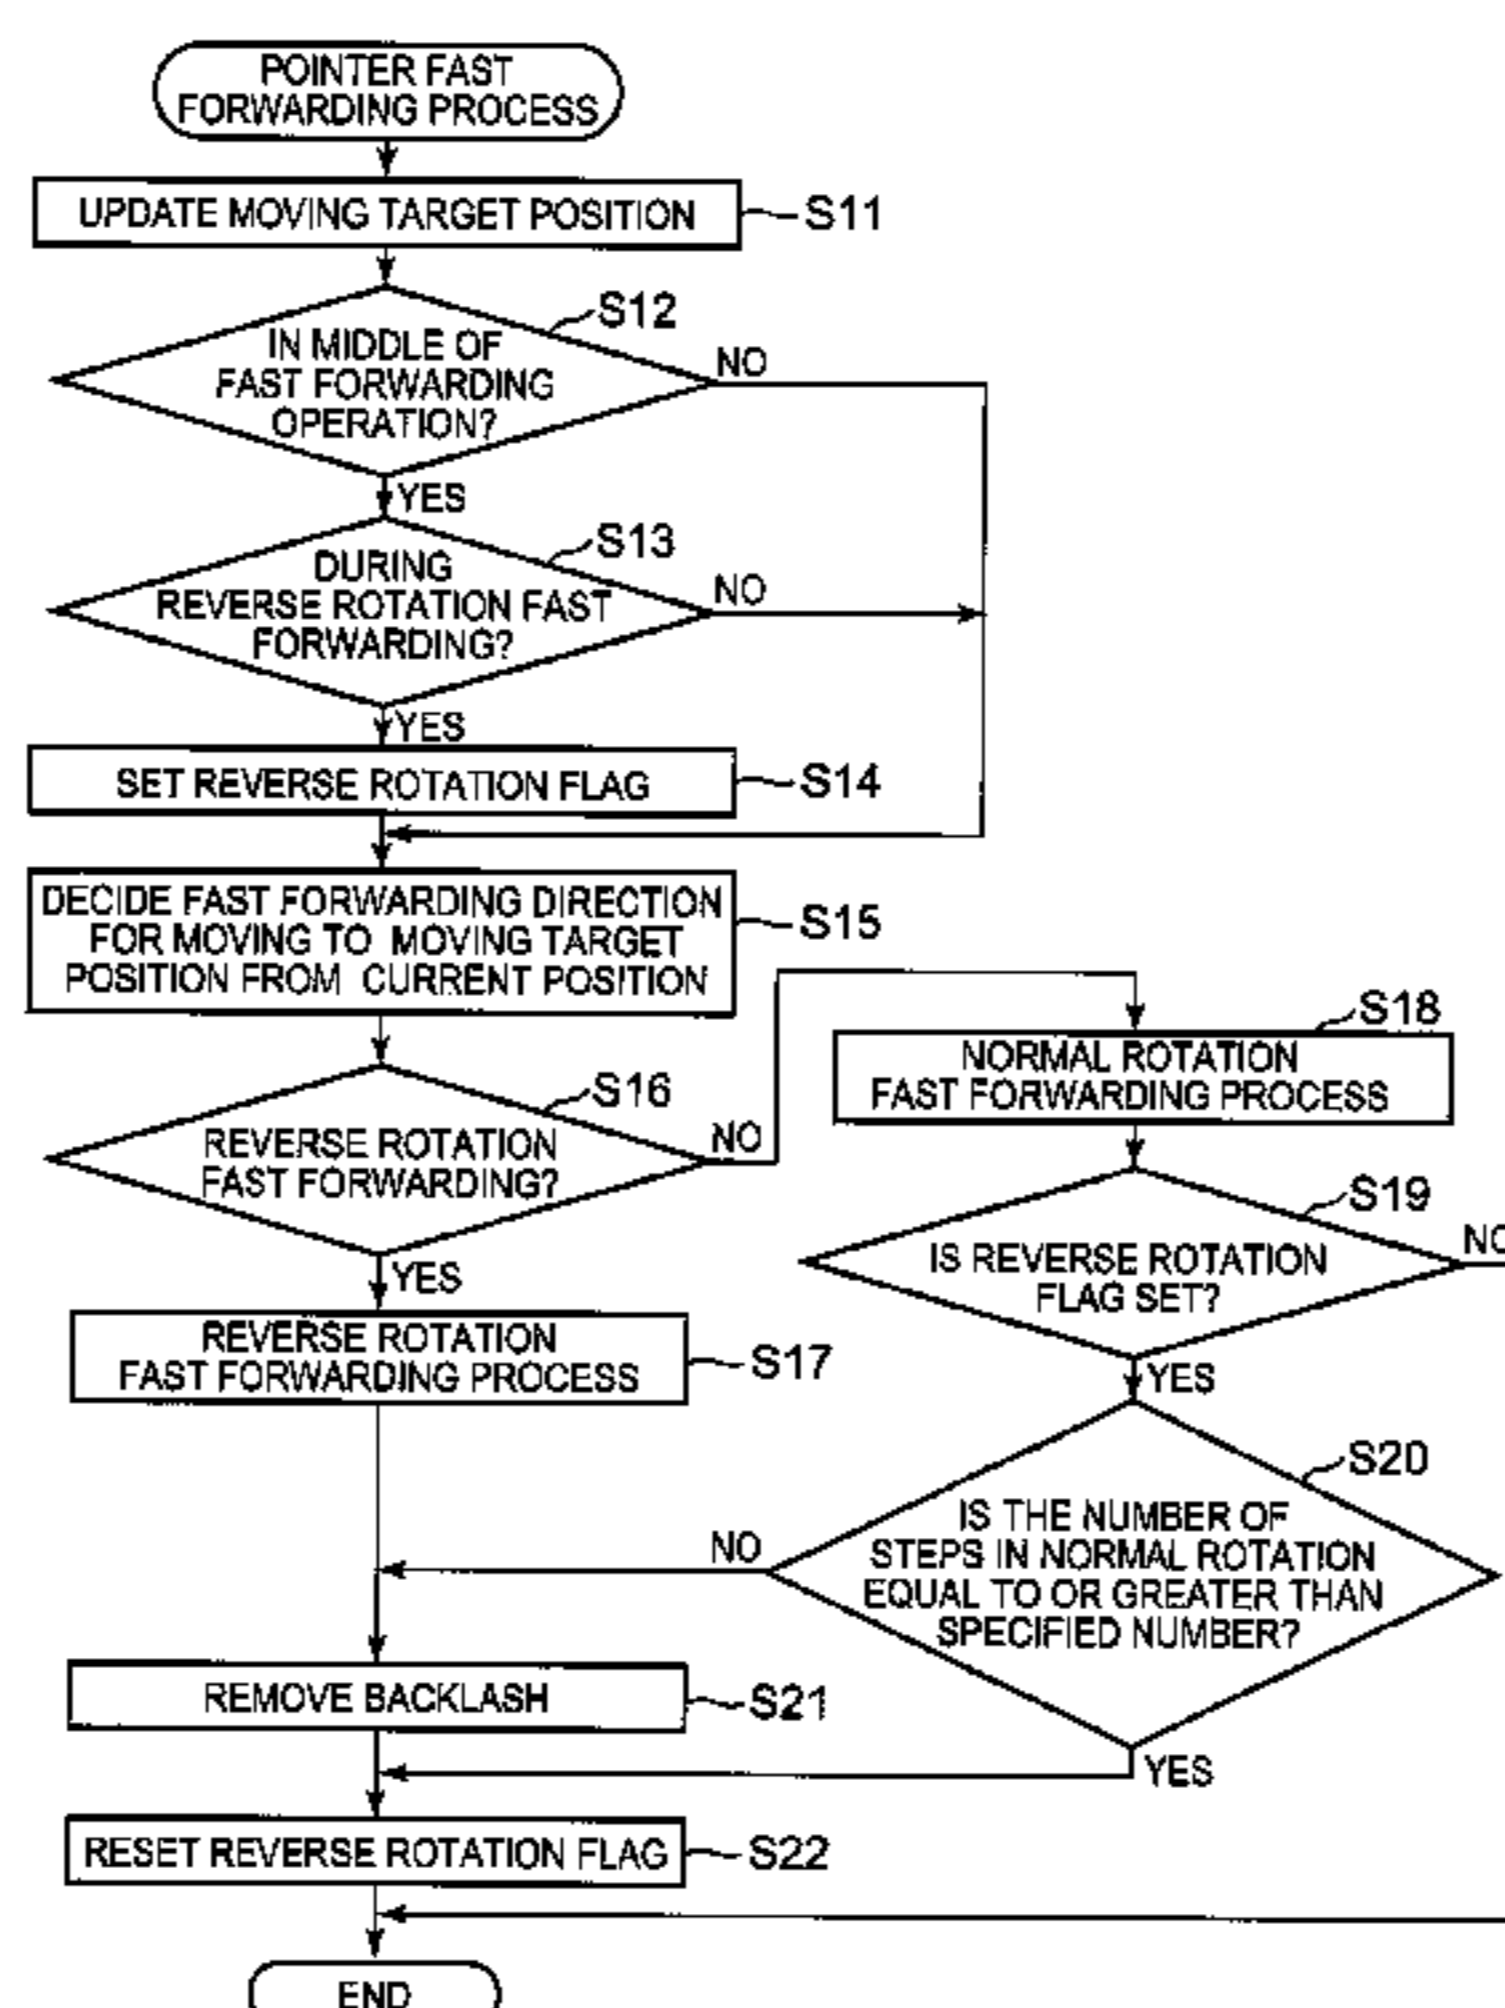 POINTER FAST
FORWARDING PROCESS
UPDATE MOVING TARGET POSITION
S11
S12
IN MIDDLE OF
FAST FORWARDING
OPERATION?
NO
YES
S13
DURING
REVERSE ROTATION FAST
FORWARDING?
NO
YES
SET REVERSE ROTATION FLAG
S14
DECIDE FAST FORWARDING DIRECTION
FOR MOVING TO MOVING TARGET
POSITION FROM CURRENT POSITION
S15
S16
REVERSE ROTATION
FAST FORWARDING?
NO
YES
REVERSE ROTATION
FAST FORWARDING PROCESS
S17
S18
NORMAL ROTATION
FAST FORWARDING PROCESS
S19
IS REVERSE ROTATION
FLAG SET?
NO
YES
S20
IS THE NUMBER OF
STEPS IN NORMAL ROTATION
EQUAL TO OR GREATER THAN
SPECIFIED NUMBER?
NO
YES
REMOVE BACKLASH
S21
RESET REVERSE ROTATION FLAG
S22
END